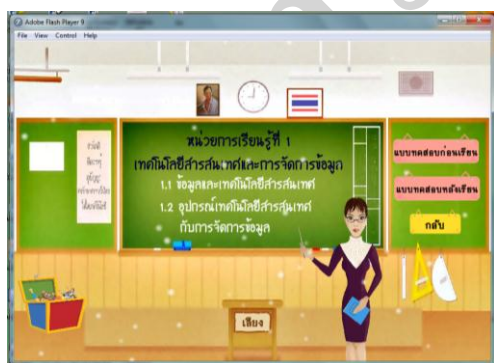 Adobe Flash Player 9
File View Control Help
หน่วยการเรียนรู้ที่ 1
เทคโนโลยีสารสนเทศและการจัดการข้อมูล
1.1 ข้อมูลและเทคโนโลยีสารสนเทศ
1.2 อุปกรณ์เทคโนโลยีสารสนเทศ
กับการจัดการข้อมูล
แบบทดสอบก่อนเรียน
แบบทดสอบหลังเรียน
กลับ
เสียง